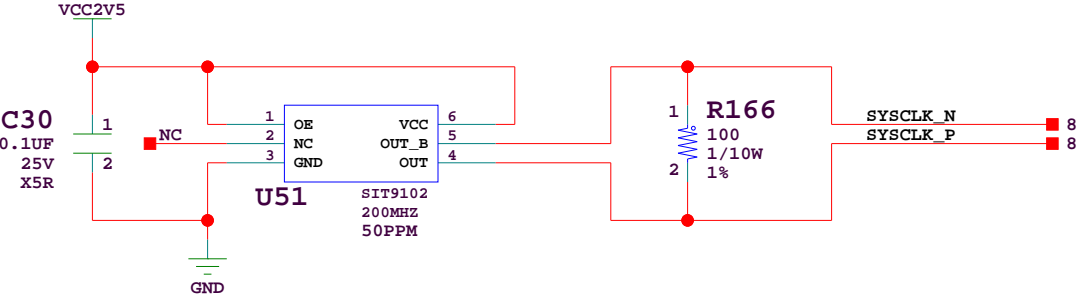 VCC2V5
C30
0.1UF
25V
X5R
1
2
NC
1
2
3
OE
NC
GND
VCC
OUT_B
OUT
6
5
4
U51
SIT9102
200MHZ
50PPM
GND
1
2
R166
100
1/10W
1%
SYSCLK_N
SYSCLK_P
8
8